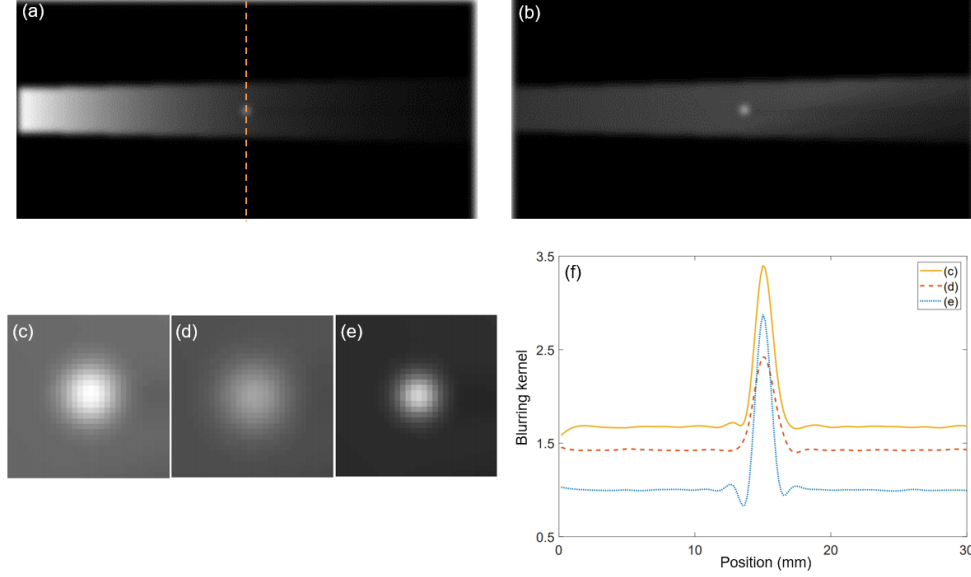 (a)
(b)
(c)
(d)
(e)
(f)
3.5
2.5
1.5
0.5
Blurring kernel
(c)
(d)
(e)
0
10
20
30
Position (mm)